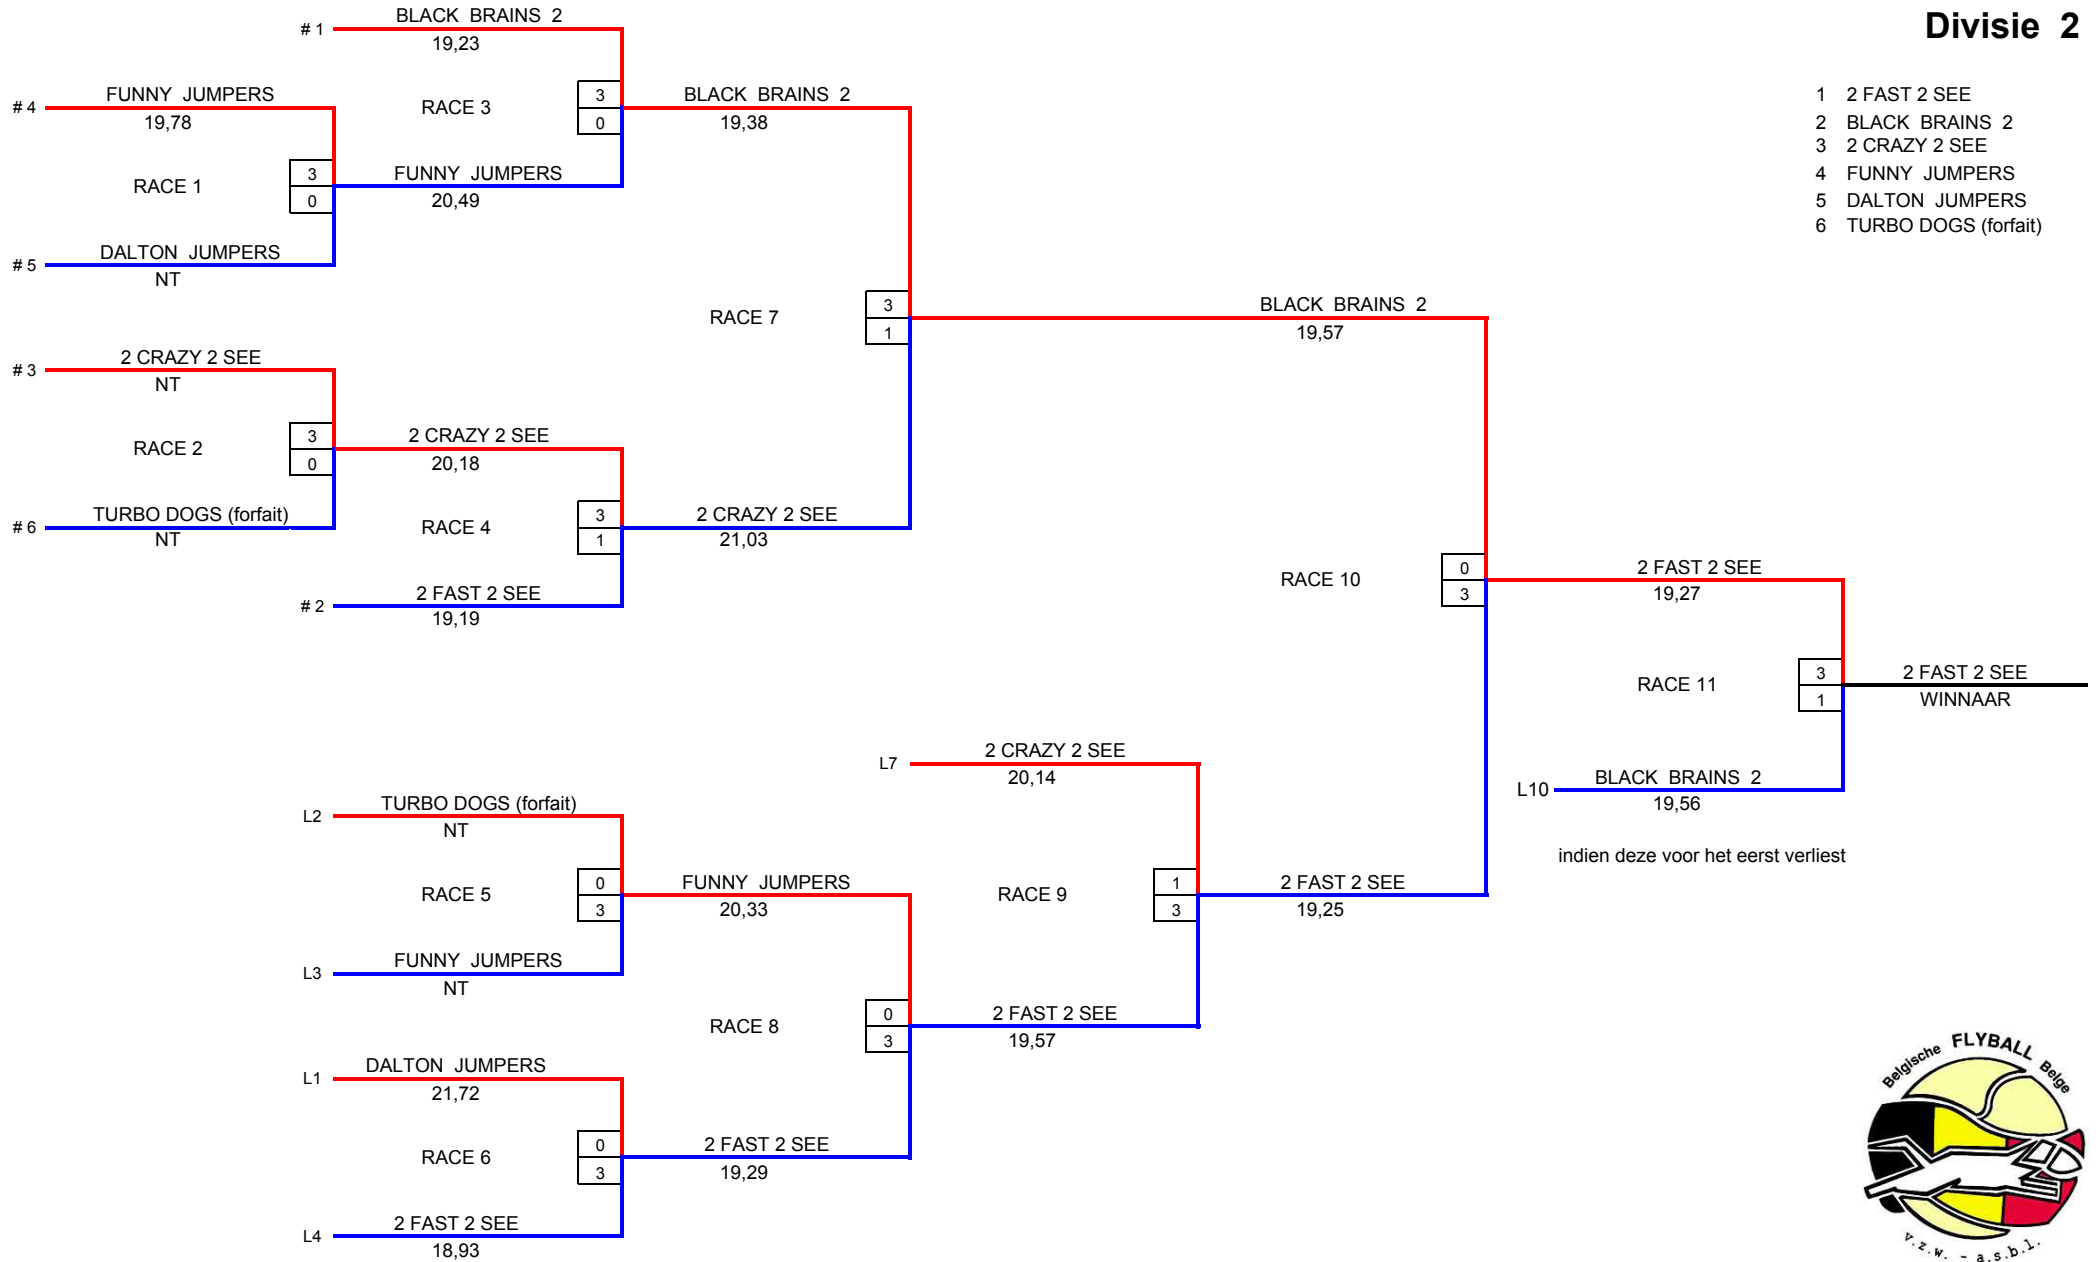 Divisie 2
1 2 FAST 2 SEE
2 BLACK BRAINS 2
3 2 CRAZY 2 SEE
4 FUNNY JUMPERS
5 DALTON JUMPERS
6 TURBO DOGS (forfait)
# 1
BLACK BRAINS 2
19,23
# 4
FUNNY JUMPERS
19,78
RACE 3
3
0
BLACK BRAINS 2
19,38
RACE 1
3
0
FUNNY JUMPERS
20,49
# 5
DALTON JUMPERS
NT
RACE 7
3
1
BLACK BRAINS 2
19,57
# 3
2 CRAZY 2 SEE
NT
RACE 2
3
0
2 CRAZY 2 SEE
20,18
# 6
TURBO DOGS (forfait)
NT
RACE 4
3
1
2 CRAZY 2 SEE
21,03
# 2
2 FAST 2 SEE
19,19
RACE 10
0
3
2 FAST 2 SEE
19,27
RACE 11
3
1
2 FAST 2 SEE
WINNAAR
L7
2 CRAZY 2 SEE
20,14
L10
BLACK BRAINS 2
19,56
indien deze voor het eerst verliest
L2
TURBO DOGS (forfait)
NT
RACE 5
0
3
FUNNY JUMPERS
20,33
RACE 9
1
3
2 FAST 2 SEE
19,25
L3
FUNNY JUMPERS
NT
RACE 8
0
3
2 FAST 2 SEE
19,57
L1
DALTON JUMPERS
21,72
RACE 6
0
3
2 FAST 2 SEE
19,29
L4
2 FAST 2 SEE
18,93
Belgische FLYBALL Belge
v.z.w. - a.s.b.l.